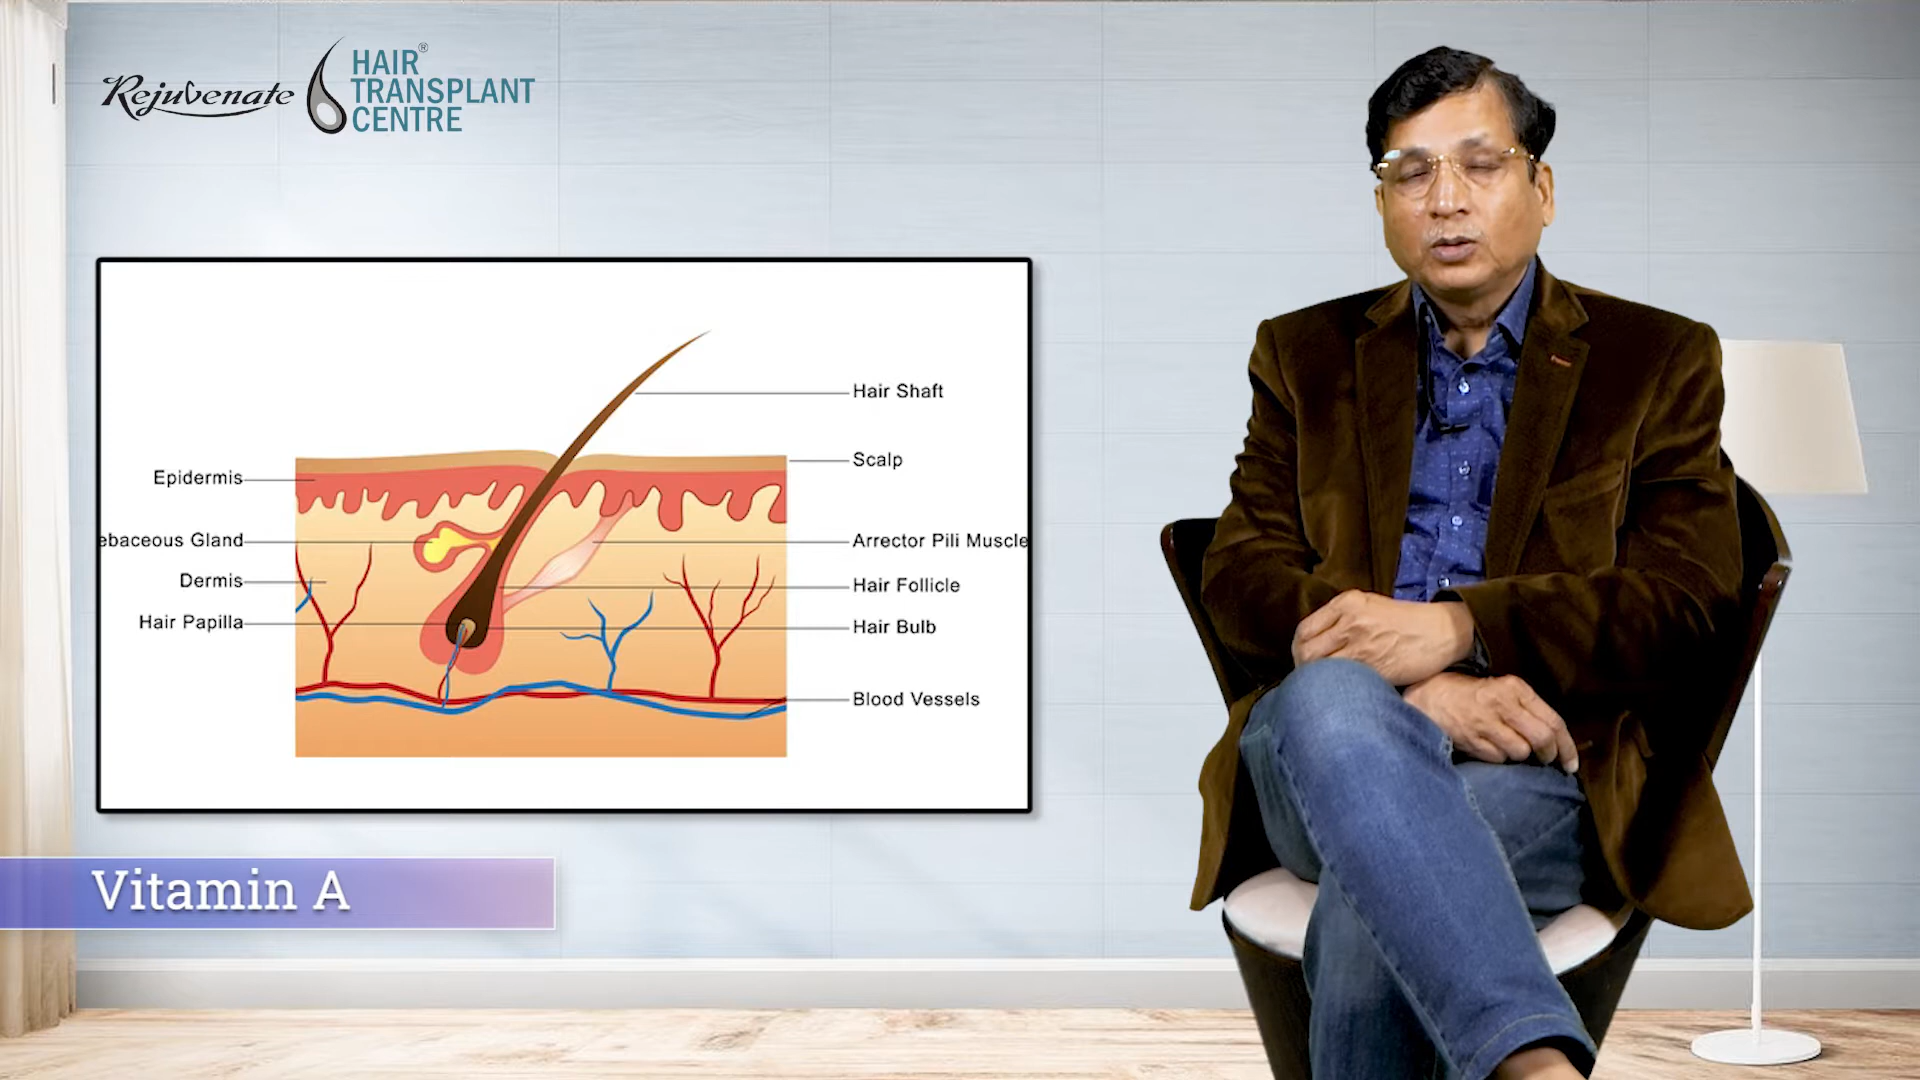 Rejuvenate
HAIR®
TRANSPLANT
CENTRE
Hair Shaft
Scalp
Epidermis
ebaceous Gland
Arrector Pili Muscle
Dermis
Hair Follicle
Hair Papilla
Hair Bulb
Blood Vessels
Vitamin A